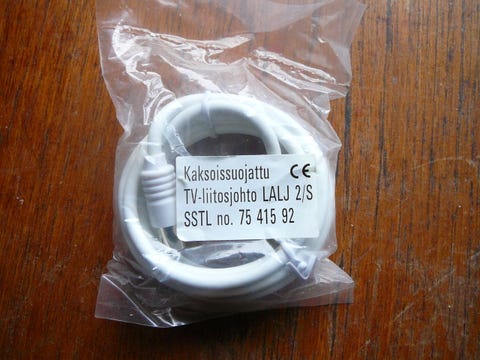 Kaksoissuojattu CE
TV-liitosjohto LALJ 2/S
SSTL no. 75 415 92